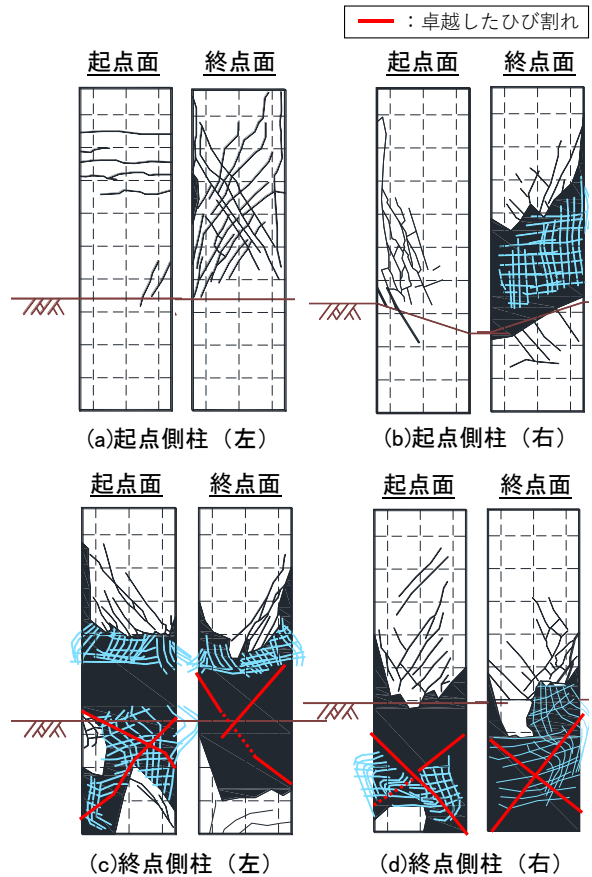 ：卓越したひび割れ
起点面 終点面 起点面 終点面
(a)起点側柱（左） (b)起点側柱（右）
起点面 終点面 起点面 終点面
(c)終点側柱（左） (d)終点側柱（右）